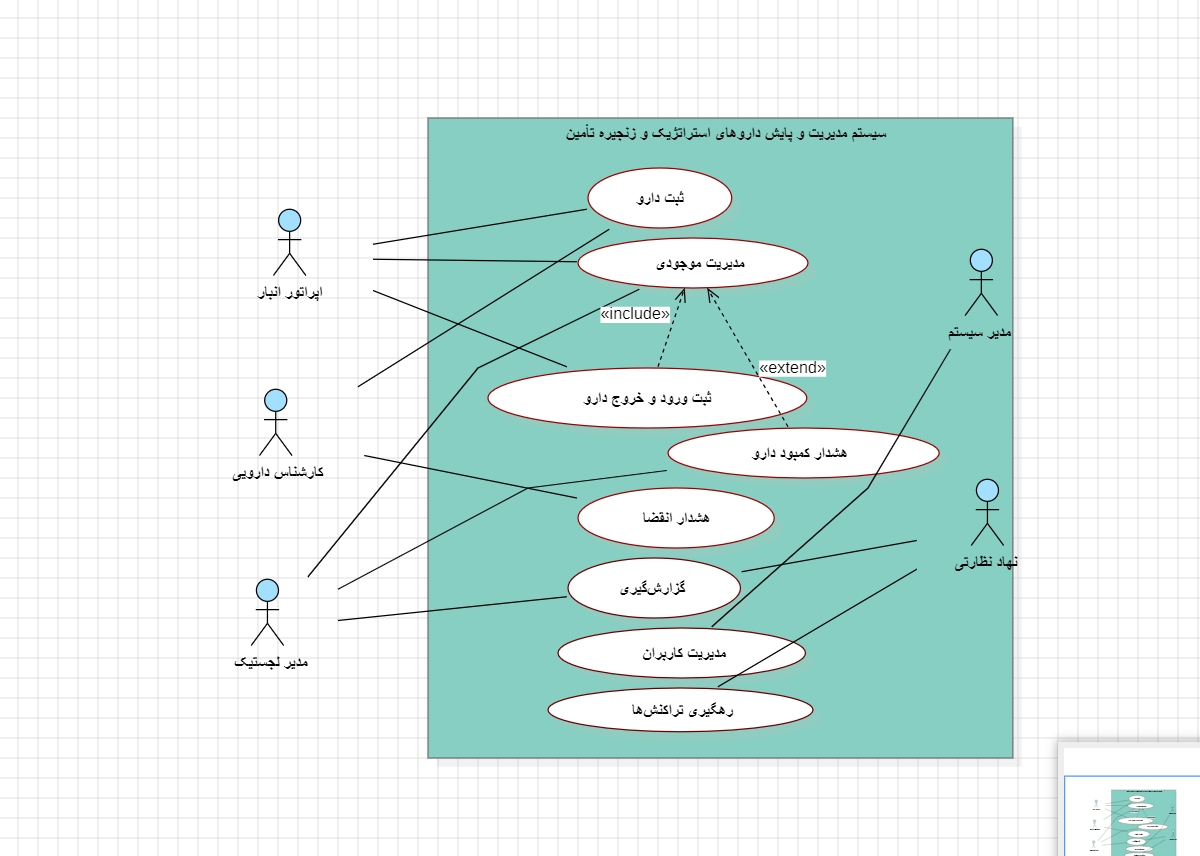 سیستم مدیریت و پایش داروهای استراتژیک و زنجیره تأمین
ثبت دارو
مدیریت موجودی
اپراتور انبار
«include»
مدیر سیستم
«extend»
ثبت ورود و خروج دارو
هشدار کمبود دارو
کارشناس دارویی
هشدار انقضا
نهاد نظارتی
گزارش‌گیری
مدیریت کاربران
مدیر لجستیک
رهگیری تراکنش‌ها